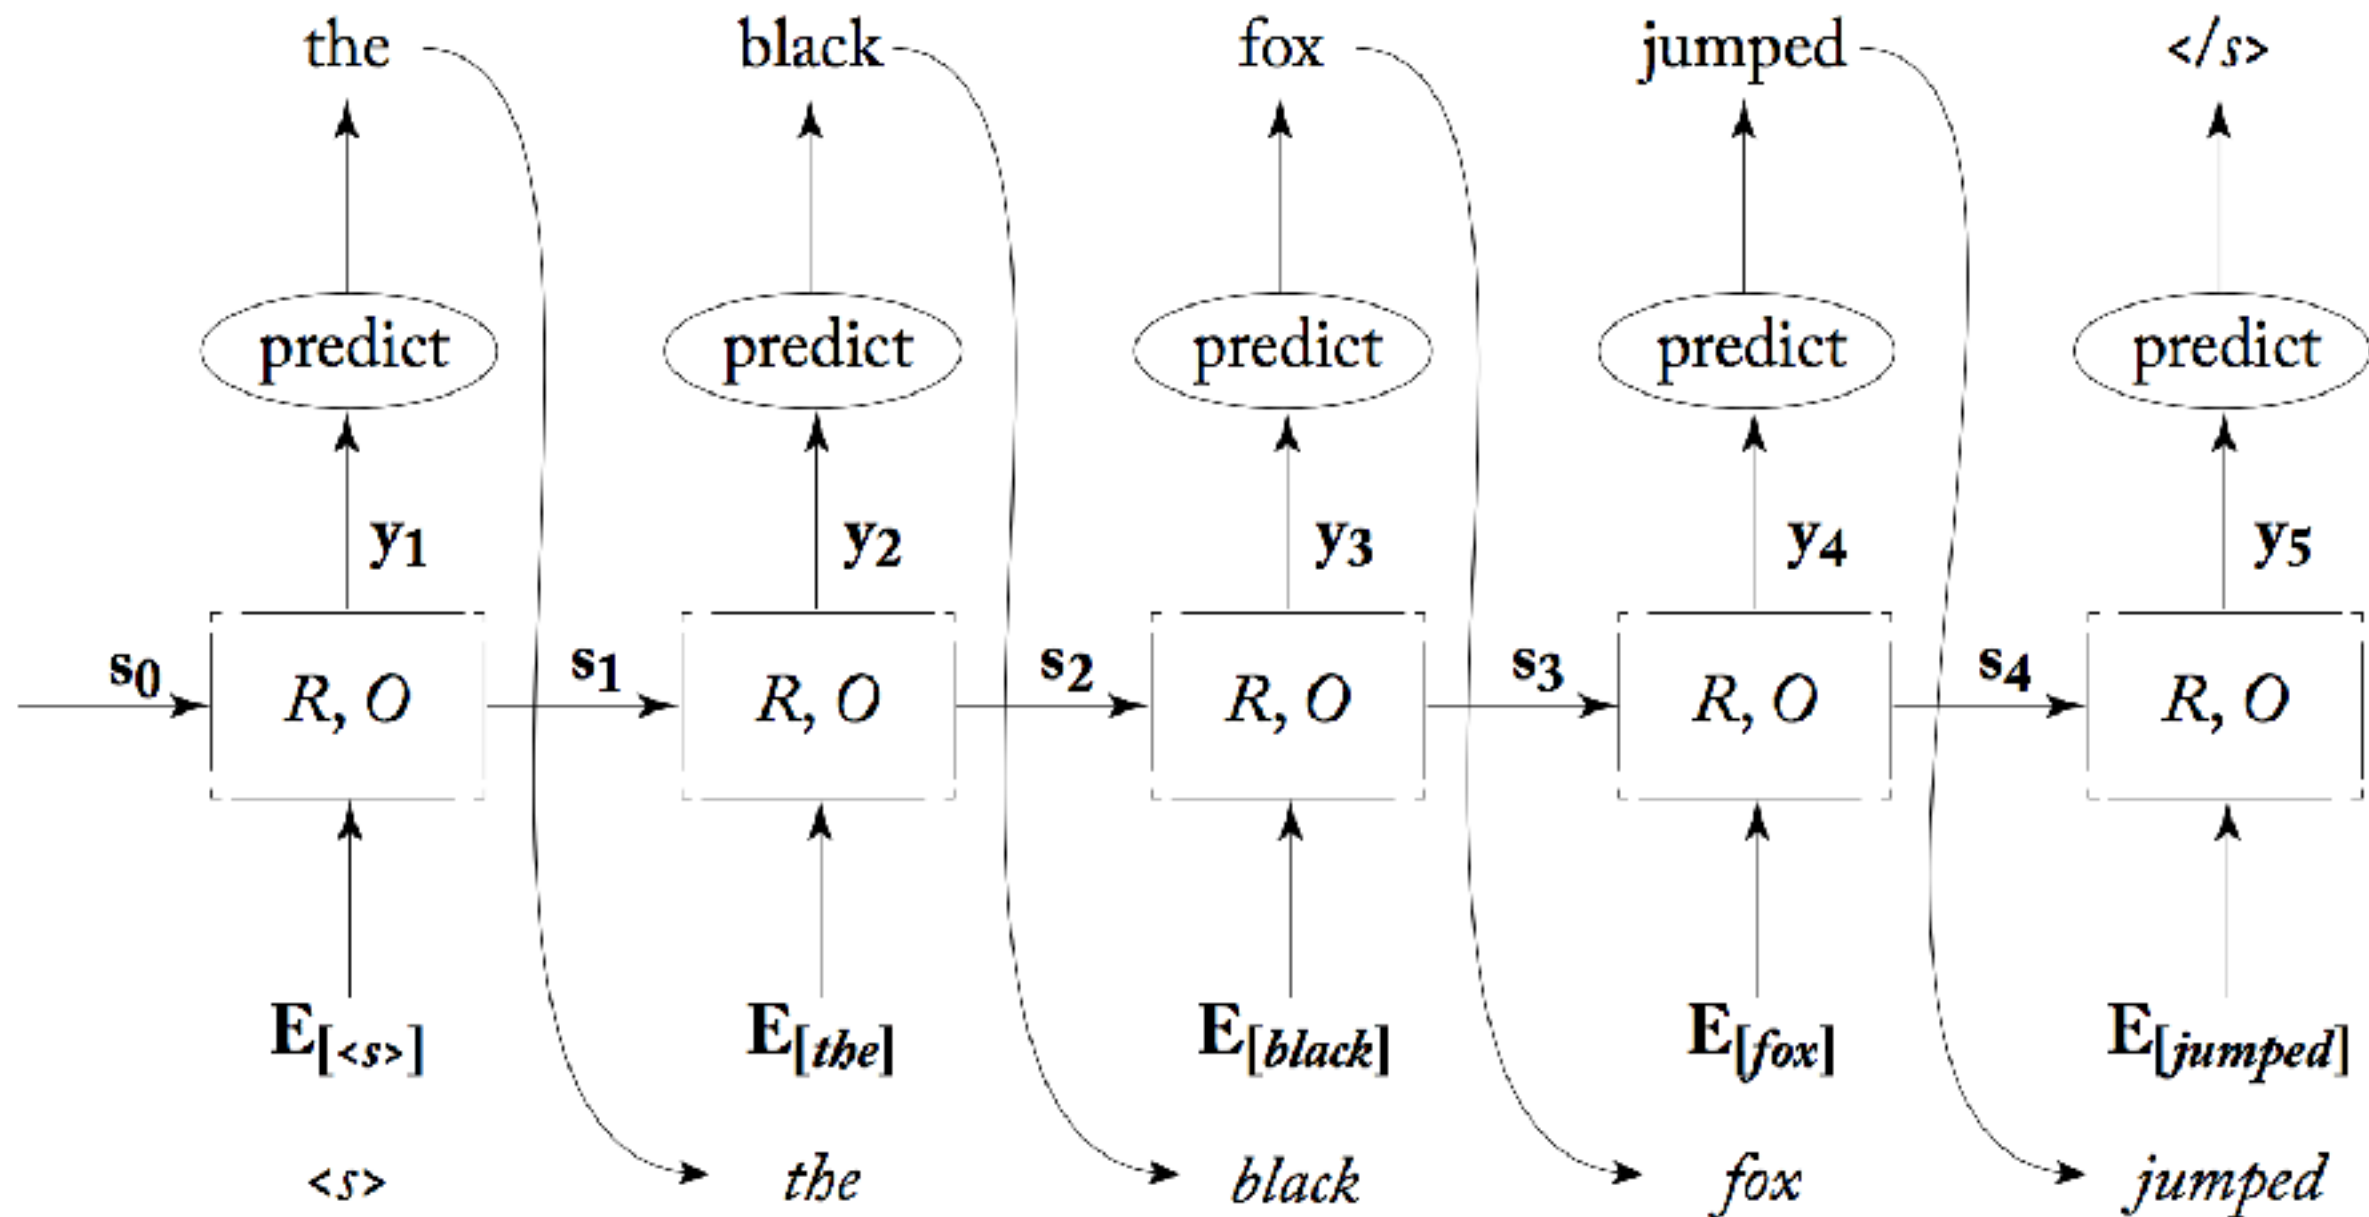 the black fox jumped </s>
predict predict predict predict predict
y1 y2 y3 y4 y5
s0 R, O s1 R, O s2 R, O s3 R, O s4 R, O
E[<s>] E[the] E[black] E[fox] E[jumped]
<s> the black fox jumped